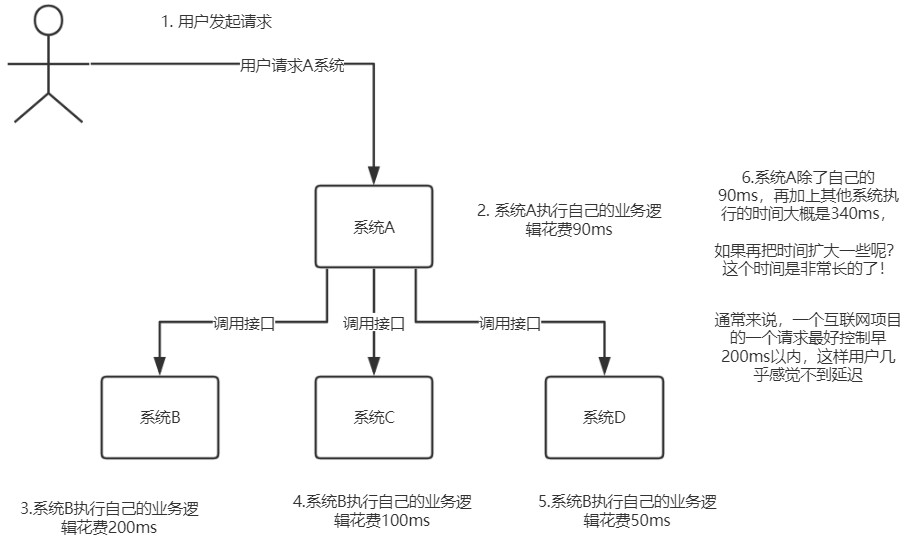 1. 用户发起请求
用户请求A系统
系统A
2. 系统A执行自己的业务逻
辑花费90ms
6.系统A除了自己的
90ms，再加上其他系统执
行的时间大概是340ms，
如果再把时间扩大一些呢?
这个时间是非常长的了！
通常来说，一个互联网项目
的一个请求最好控制早
200ms以内，这样用户几
乎感觉不到延迟
调用接口
调用接口
调用接口
系统B
系统C
系统D
3.系统B执行自己的业务逻
辑花费200ms
4.系统B执行自己的业务逻
辑花费100ms
5.系统B执行自己的业务逻
辑花费50ms